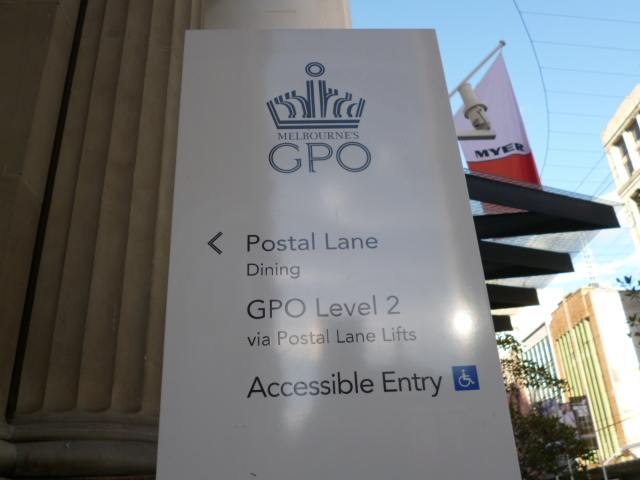 MELBOURNE'S
GPO
< Postal Lane
Dining
GPO Level 2
via Postal Lane Lifts
Accessible Entry
MYER